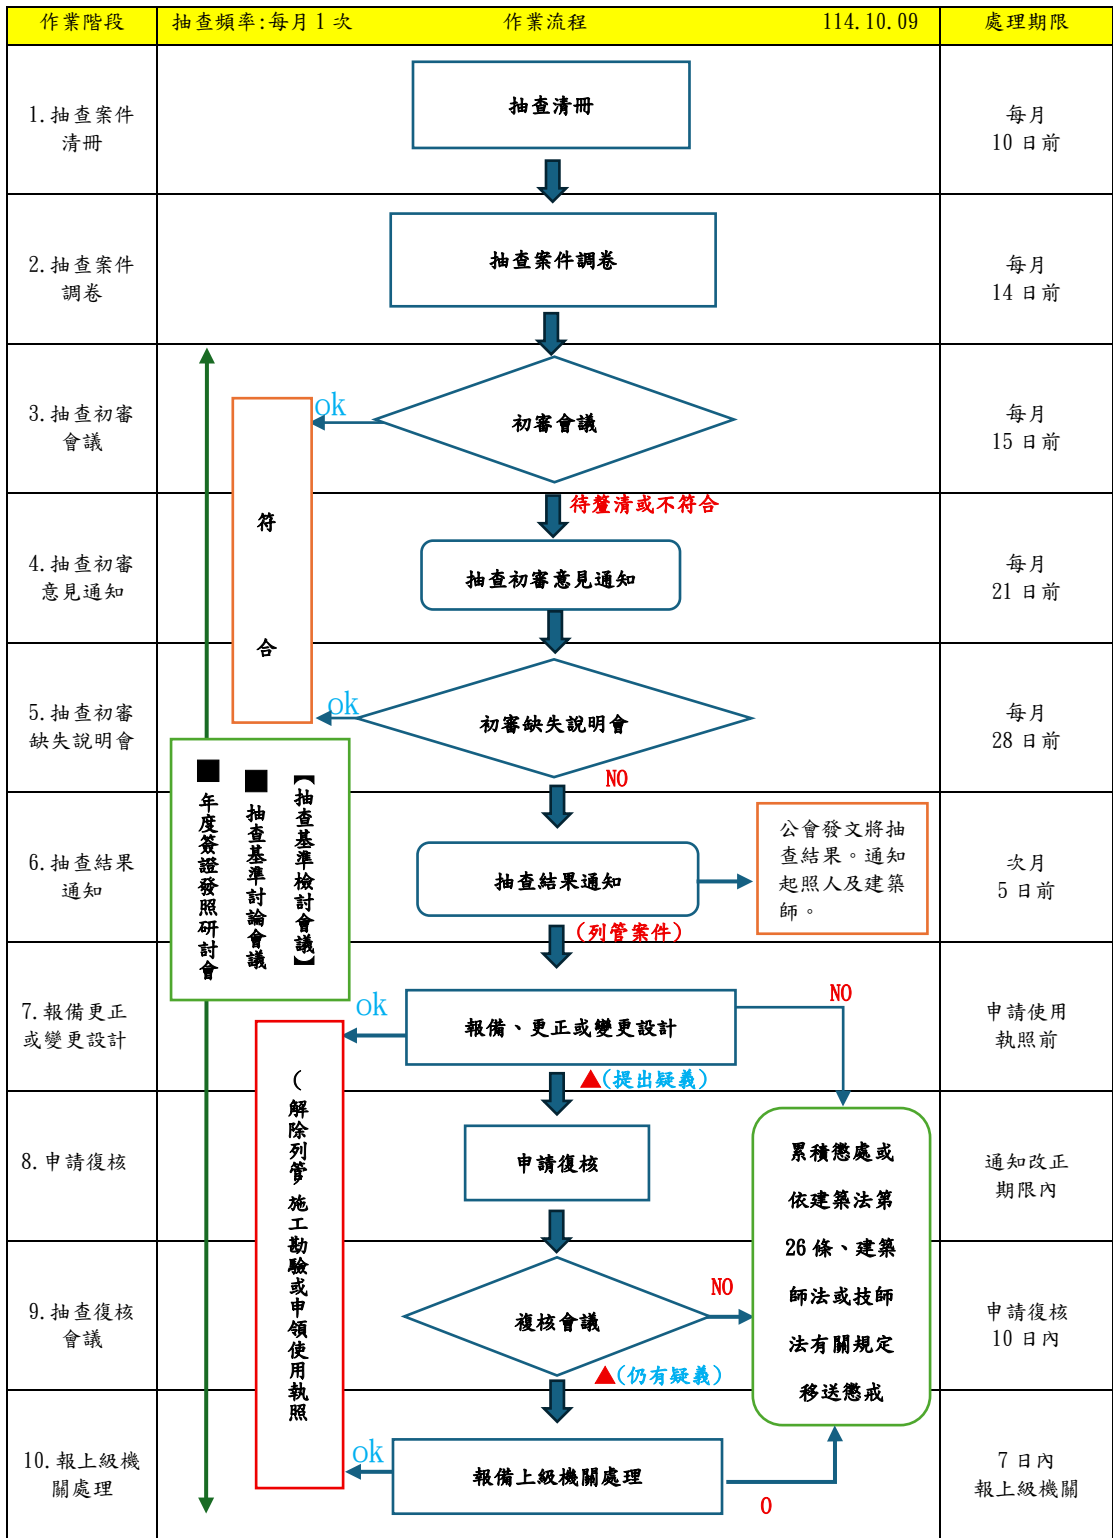 作業階段
抽查頻率:每月1次
作業流程
114.10.09
處理期限
1.抽查案件
清冊
抽查清冊
每月
10日前
2.抽查案件
調卷
抽查案件調卷
每月
14日前
3.抽查初審
會議
ok
初審會議
每月
15日前
待釐清或不符合
符
合
4.抽查初審
意見通知
抽查初審意見通知
每月
21日前
5.抽查初審
缺失說明會
ok
初審缺失說明會
NO
每月
28日前
【抽查基準檢討會議】
■抽查基準討論會議
■年度簽證發照研討會
6.抽查結果
通知
抽查結果通知
公會發文將抽
查結果。通知
起照人及建築
師。
次月
5日前
(列管案件)
7.報備更正
或變更設計
ok
報備、更正或變更設計
NO
申請使用
執照前
▲(提出疑義)
(解除列管)施工勘驗或申領使用執照
8.申請復核
申請復核
累積懲處或
依建築法第
26條、建築
師法或技師
法有關規定
移送懲戒
通知改正
期限內
9.抽查復核
會議
複核會議
NO
申請復核
10日內
▲(仍有疑義)
10.報上級機
關處理
ok
報備上級機關處理
O
7日內
報上級機關